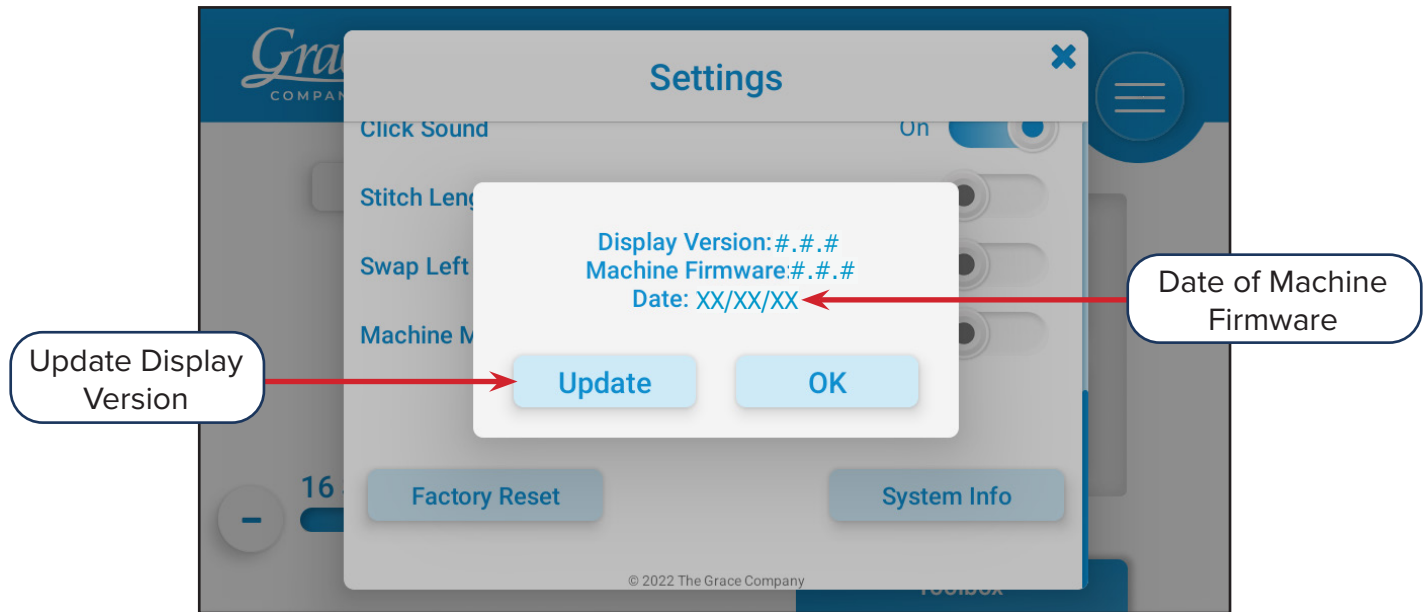 Gra
COMPAN
Settings
Click Sound
On
Stitch Leng
Display Version:#.#.#
Swap Left
Machine Firmware:#.#.#
Date of Machine
Firmware
Date: XX/XX/XX
Machine M
Update Display
Version
Update
OK
16
Factory Reset
System Info
-
© 2022 The Grace Company
Toolbox